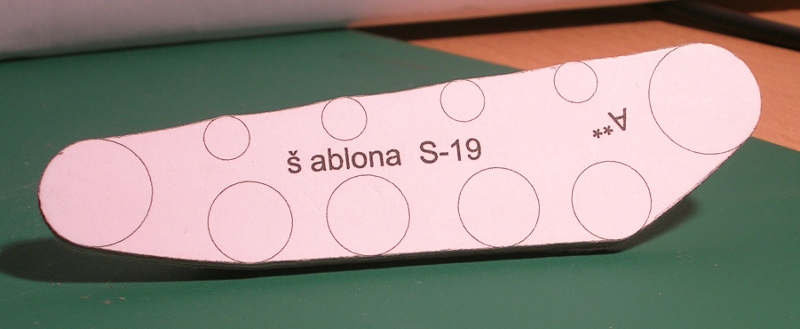 š ablona S-19
A**